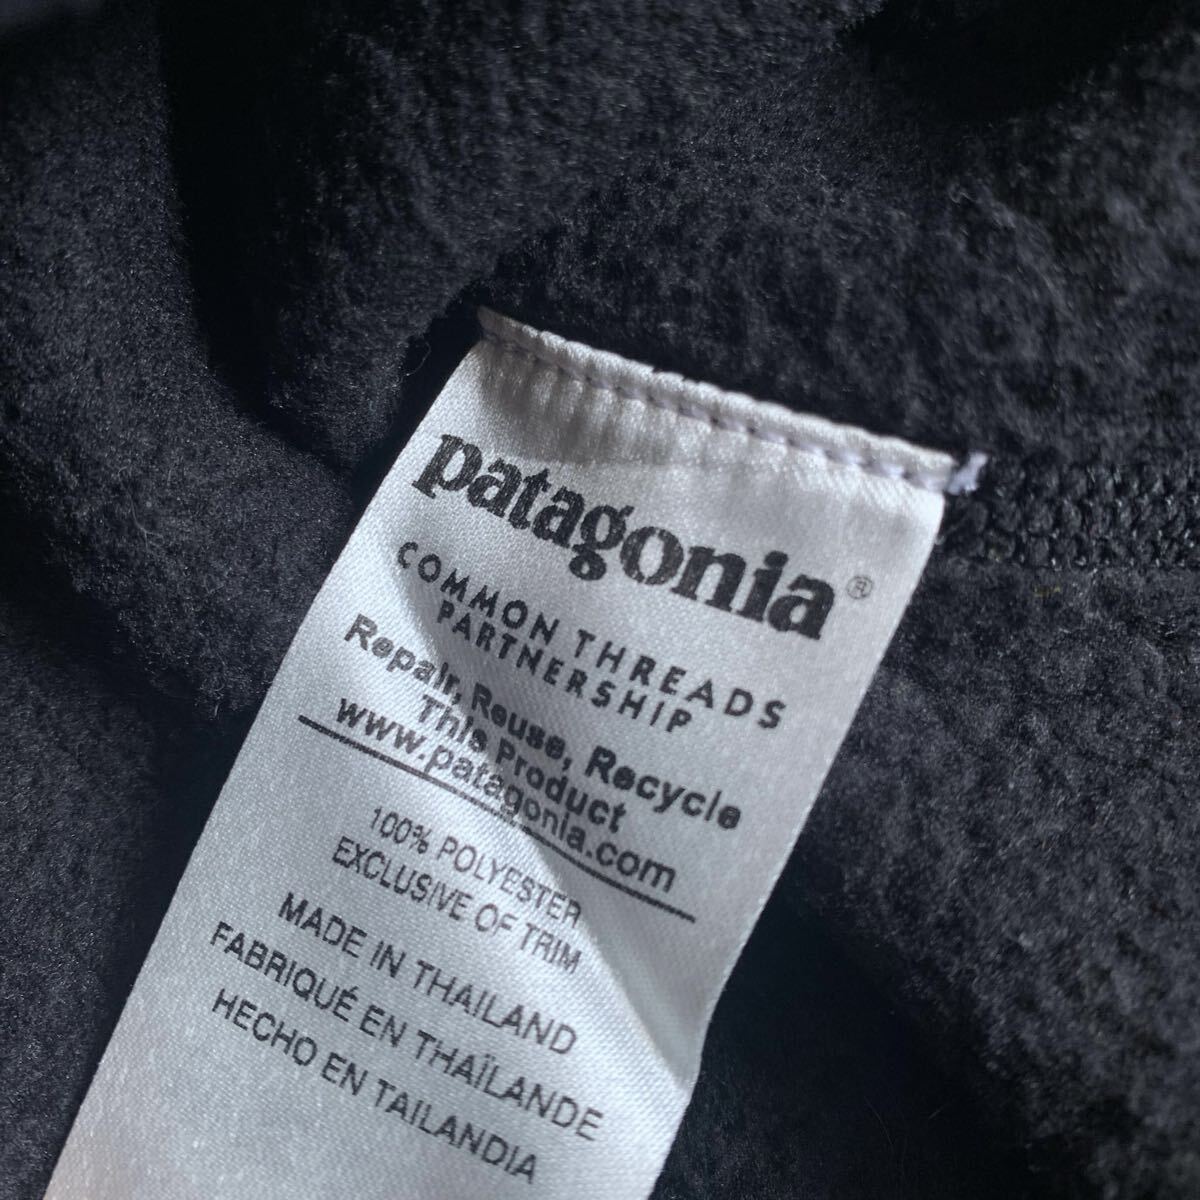 patagonia®
COMMON THREADS
PARTNERSHIP
Repair, Reuse, Recycle
This Product
www.patagonia.com
100% POLYESTER
EXCLUSIVE OF TRIM
MADE IN THAILAND
FABRIQUÉ EN THAÏLANDE
HECHO EN TAILANDIA